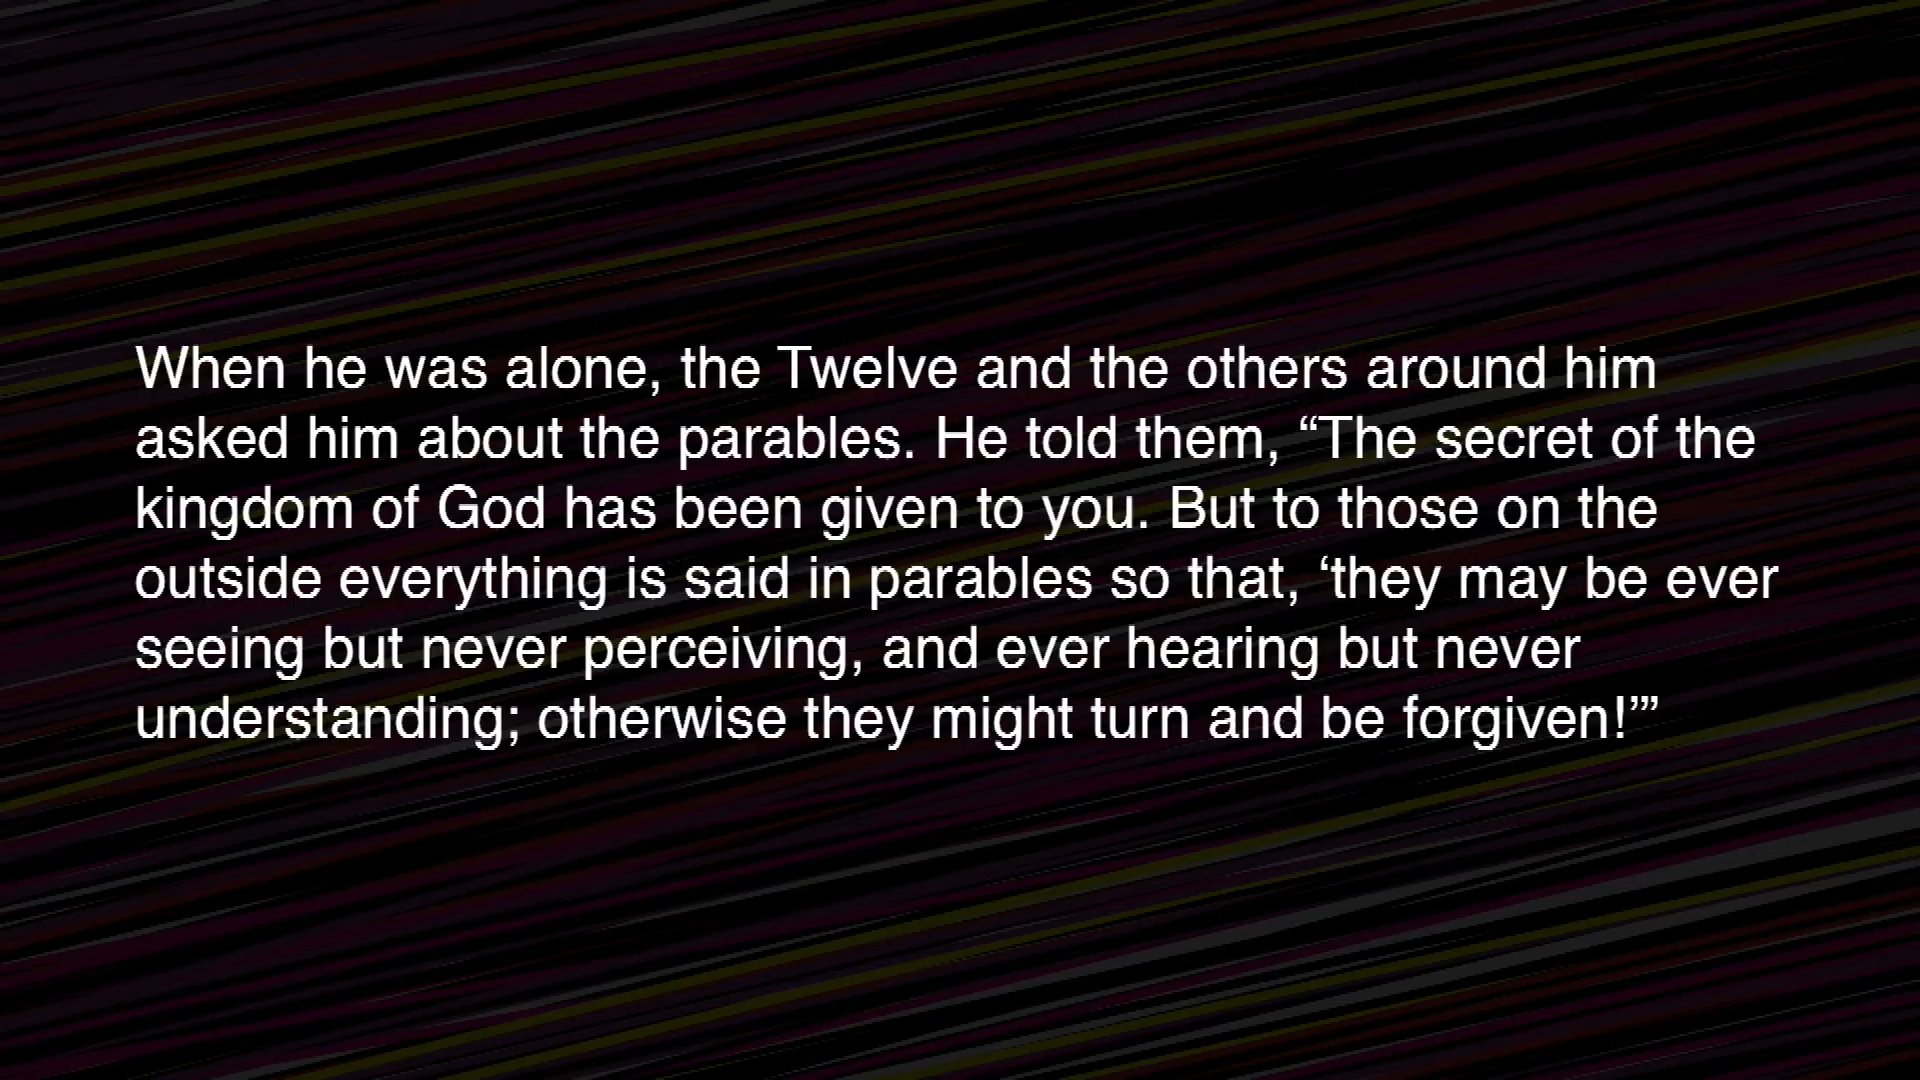 When he was alone, the Twelve and the others around him
asked him about the parables. He told them, “The secret of the
kingdom of God has been given to you. But to those on the
outside everything is said in parables so that, ‘they may be ever
seeing but never perceiving, and ever hearing but never
understanding; otherwise they might turn and be forgiven!’”